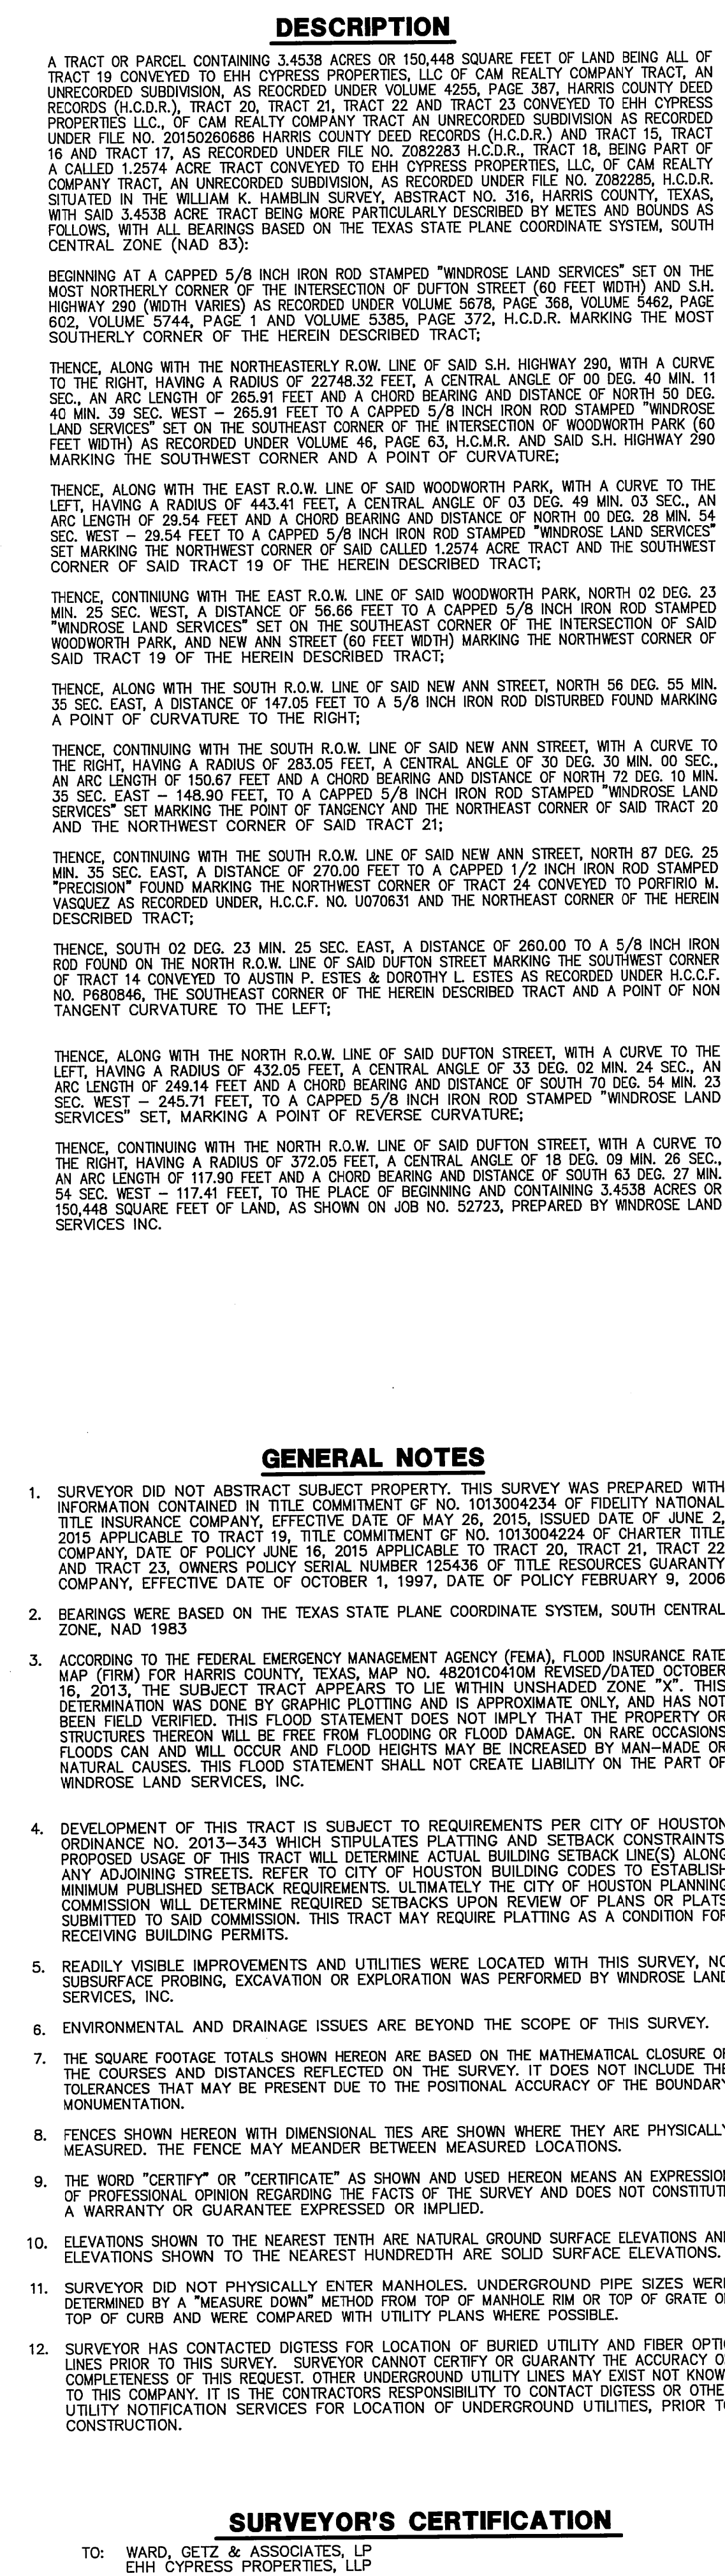 DESCRIPTION
A TRACT OR PARCEL CONTAINING 3.4538 ACRES OR 150,448 SQUARE FEET OF LAND BEING ALL OF
TRACT 19 CONVEYED TO EHH CYPRESS PROPERTIES, LLC OF CAM REALTY COMPANY TRACT, AN
UNRECORDED SUBDIVISION, AS REOCRDED UNDER VOLUME 4255, PAGE 387, HARRIS COUNTY DEED
RECORDS (H.C.D.R.), TRACT 20, TRACT 21, TRACT 22 AND TRACT 23 CONVEYED TO EHH CYPRESS
PROPERTIES LLC., OF CAM REALTY COMPANY TRACT AN UNRECORDED SUBDIVISION AS RECORDED
UNDER FILE NO. 20150260686 HARRIS COUNTY DEED RECORDS (H.C.D.R.) AND TRACT 15, TRACT
16 AND TRACT 17, AS RECORDED UNDER FILE NO. Z082283 H.C.D.R., TRACT 18, BEING PART OF
A CALLED 1.2574 ACRE TRACT CONVEYED TO EHH CYPRESS PROPERTIES, LLC, OF CAM REALTY
COMPANY TRACT, AN UNRECORDED SUBDIVISION, AS RECORDED UNDER FILE NO. Z082285, H.C.D.R.
SITUATED IN THE WILLIAM K. HAMBLIN SURVEY, ABSTRACT NO. 316, HARRIS COUNTY, TEXAS,
WITH SAID 3.4538 ACRE TRACT BEING MORE PARTICULARLY DESCRIBED BY METES AND BOUNDS AS
FOLLOWS, WITH ALL BEARINGS BASED ON THE TEXAS STATE PLANE COORDINATE SYSTEM, SOUTH
CENTRAL ZONE (NAD 83):
BEGINNING AT A CAPPED 5/8 INCH IRON ROD STAMPED "WINDROSE LAND SERVICES" SET ON THE
MOST NORTHERLY CORNER OF THE INTERSECTION OF DUFTON STREET (60 FEET WIDTH) AND S.H.
HIGHWAY 290 (WIDTH VARIES) AS RECORDED UNDER VOLUME 5678, PAGE 368, VOLUME 5462, PAGE
602, VOLUME 5744, PAGE 1 AND VOLUME 5385, PAGE 372, H.C.D.R. MARKING THE MOST
SOUTHERLY CORNER OF THE HEREIN DESCRIBED TRACT;
THENCE, ALONG WITH THE NORTHEASTERLY R.OW. LINE OF SAID S.H. HIGHWAY 290, WITH A CURVE
TO THE RIGHT, HAVING A RADIUS OF 22748.32 FEET, A CENTRAL ANGLE OF 00 DEG. 40 MIN. 11
SEC., AN ARC LENGTH OF 265.91 FEET AND A CHORD BEARING AND DISTANCE OF NORTH 50 DEG.
40 MIN. 39 SEC. WEST – 265.91 FEET TO A CAPPED 5/8 INCH IRON ROD STAMPED "WINDROSE
LAND SERVICES" SET ON THE SOUTHEAST CORNER OF THE INTERSECTION OF WOODWORTH PARK (60
FEET WIDTH) AS RECORDED UNDER VOLUME 46, PAGE 63, H.C.M.R. AND SAID S.H. HIGHWAY 290
MARKING THE SOUTHWEST CORNER AND A POINT OF CURVATURE;
THENCE, ALONG WITH THE EAST R.O.W. LINE OF SAID WOODWORTH PARK, WITH A CURVE TO THE
LEFT, HAVING A RADIUS OF 443.41 FEET, A CENTRAL ANGLE OF 03 DEG. 49 MIN. 03 SEC., AN
ARC LENGTH OF 29.54 FEET AND A CHORD BEARING AND DISTANCE OF NORTH 00 DEG. 28 MIN. 54
SEC. WEST – 29.54 FEET TO A CAPPED 5/8 INCH IRON ROD STAMPED "WINDROSE LAND SERVICES"
SET MARKING THE NORTHWEST CORNER OF SAID CALLED 1.2574 ACRE TRACT AND THE SOUTHWEST
CORNER OF SAID TRACT 19 OF THE HEREIN DESCRIBED TRACT;
THENCE, CONTINIUNG WITH THE EAST R.O.W. LINE OF SAID WOODWORTH PARK, NORTH 02 DEG. 23
MIN. 25 SEC. WEST, A DISTANCE OF 56.66 FEET TO A CAPPED 5/8 INCH IRON ROD STAMPED
"WINDROSE LAND SERVICES" SET ON THE SOUTHEAST CORNER OF THE INTERSECTION OF SAID
WOODWORTH PARK, AND NEW ANN STREET (60 FEET WIDTH) MARKING THE NORTHWEST CORNER OF
SAID TRACT 19 OF THE HEREIN DESCRIBED TRACT;
THENCE, ALONG WITH THE SOUTH R.O.W. LINE OF SAID NEW ANN STREET, NORTH 56 DEG. 55 MIN.
35 SEC. EAST, A DISTANCE OF 147.05 FEET TO A 5/8 INCH IRON ROD DISTURBED FOUND MARKING
A POINT OF CURVATURE TO THE RIGHT;
THENCE, CONTINUING WITH THE SOUTH R.O.W. LINE OF SAID NEW ANN STREET, WITH A CURVE TO
THE RIGHT, HAVING A RADIUS OF 283.05 FEET, A CENTRAL ANGLE OF 30 DEG. 30 MIN. 00 SEC.,
AN ARC LENGTH OF 150.67 FEET AND A CHORD BEARING AND DISTANCE OF NORTH 72 DEG. 10 MIN.
35 SEC. EAST – 148.90 FEET, TO A CAPPED 5/8 INCH IRON ROD STAMPED "WINDROSE LAND
SERVICES" SET MARKING THE POINT OF TANGENCY AND THE NORTHEAST CORNER OF SAID TRACT 20
AND THE NORTHWEST CORNER OF SAID TRACT 21;
THENCE, CONTINUING WITH THE SOUTH R.O.W. LINE OF SAID NEW ANN STREET, NORTH 87 DEG. 25
MIN. 35 SEC. EAST, A DISTANCE OF 270.00 FEET TO A CAPPED 1/2 INCH IRON ROD STAMPED
"PRECISION" FOUND MARKING THE NORTHWEST CORNER OF TRACT 24 CONVEYED TO PORFIRIO M.
VASQUEZ AS RECORDED UNDER, H.C.C.F. NO. U070631 AND THE NORTHEAST CORNER OF THE HEREIN
DESCRIBED TRACT;
THENCE, SOUTH 02 DEG. 23 MIN. 25 SEC. EAST, A DISTANCE OF 260.00 TO A 5/8 INCH IRON
ROD FOUND ON THE NORTH R.O.W. LINE OF SAID DUFTON STREET MARKING THE SOUTHWEST CORNER
OF TRACT 14 CONVEYED TO AUSTIN P. ESTES & DOROTHY L. ESTES AS RECORDED UNDER H.C.C.F.
NO. P680846, THE SOUTHEAST CORNER OF THE HEREIN DESCRIBED TRACT AND A POINT OF NON
TANGENT CURVATURE TO THE LEFT;
THENCE, ALONG WITH THE NORTH R.O.W. LINE OF SAID DUFTON STREET, WITH A CURVE TO THE
LEFT, HAVING A RADIUS OF 432.05 FEET, A CENTRAL ANGLE OF 33 DEG. 02 MIN. 24 SEC., AN
ARC LENGTH OF 249.14 FEET AND A CHORD BEARING AND DISTANCE OF SOUTH 70 DEG. 54 MIN. 23
SEC. WEST – 245.71 FEET, TO A CAPPED 5/8 INCH IRON ROD STAMPED "WINDROSE LAND
SERVICES" SET, MARKING A POINT OF REVERSE CURVATURE;
THENCE, CONTINUING WITH THE NORTH R.O.W. LINE OF SAID DUFTON STREET, WITH A CURVE TO
THE RIGHT, HAVING A RADIUS OF 372.05 FEET, A CENTRAL ANGLE OF 18 DEG. 09 MIN. 26 SEC.,
AN ARC LENGTH OF 117.90 FEET AND A CHORD BEARING AND DISTANCE OF SOUTH 63 DEG. 27 MIN.
54 SEC. WEST – 117.41 FEET, TO THE PLACE OF BEGINNING AND CONTAINING 3.4538 ACRES OR
150,448 SQUARE FEET OF LAND, AS SHOWN ON JOB NO. 52723, PREPARED BY WINDROSE LAND
SERVICES INC.
GENERAL NOTES
1. SURVEYOR DID NOT ABSTRACT SUBJECT PROPERTY. THIS SURVEY WAS PREPARED WITH
INFORMATION CONTAINED IN TITLE COMMITMENT GF NO. 1013004234 OF FIDELITY NATIONAL
TITLE INSURANCE COMPANY, EFFECTIVE DATE OF MAY 26, 2015, ISSUED DATE OF JUNE 2,
2015 APPLICABLE TO TRACT 19, TITLE COMMITMENT GF NO. 1013004224 OF CHARTER TITLE
COMPANY, DATE OF POLICY JUNE 16, 2015 APPLICABLE TO TRACT 20, TRACT 21, TRACT 22
AND TRACT 23, OWNERS POLICY SERIAL NUMBER 125436 OF TITLE RESOURCES GUARANTY
COMPANY, EFFECTIVE DATE OF OCTOBER 1, 1997, DATE OF POLICY FEBRUARY 9, 2006
2. BEARINGS WERE BASED ON THE TEXAS STATE PLANE COORDINATE SYSTEM, SOUTH CENTRAL
ZONE, NAD 1983
3. ACCORDING TO THE FEDERAL EMERGENCY MANAGEMENT AGENCY (FEMA), FLOOD INSURANCE RATE
MAP (FIRM) FOR HARRIS COUNTY, TEXAS, MAP NO. 48201C0410M REVISED/DATED OCTOBER
16, 2013, THE SUBJECT TRACT APPEARS TO LIE WITHIN UNSHADED ZONE "X". THIS
DETERMINATION WAS DONE BY GRAPHIC PLOTTING AND IS APPROXIMATE ONLY, AND HAS NOT
BEEN FIELD VERIFIED. THIS FLOOD STATEMENT DOES NOT IMPLY THAT THE PROPERTY OR
STRUCTURES THEREON WILL BE FREE FROM FLOODING OR FLOOD DAMAGE. ON RARE OCCASIONS
FLOODS CAN AND WILL OCCUR AND FLOOD HEIGHTS MAY BE INCREASED BY MAN-MADE OR
NATURAL CAUSES. THIS FLOOD STATEMENT SHALL NOT CREATE LIABILITY ON THE PART OF
WINDROSE LAND SERVICES, INC.
4. DEVELOPMENT OF THIS TRACT IS SUBJECT TO REQUIREMENTS PER CITY OF HOUSTON
ORDINANCE NO. 2013–343 WHICH STIPULATES PLATTING AND SETBACK CONSTRAINTS
PROPOSED USAGE OF THIS TRACT WILL DETERMINE ACTUAL BUILDING SETBACK LINE(S) ALONG
ANY ADJOINING STREETS. REFER TO CITY OF HOUSTON BUILDING CODES TO ESTABLISH
MINIMUM PUBLISHED SETBACK REQUIREMENTS. ULTIMATELY THE CITY OF HOUSTON PLANNING
COMMISSION WILL DETERMINE REQUIRED SETBACKS UPON REVIEW OF PLANS OR PLATS
SUBMITTED TO SAID COMMISSION. THIS TRACT MAY REQUIRE PLATTING AS A CONDITION FOR
RECEIVING BUILDING PERMITS.
5. READILY VISIBLE IMPROVEMENTS AND UTILITIES WERE LOCATED WITH THIS SURVEY, NO
SUBSURFACE PROBING, EXCAVATION OR EXPLORATION WAS PERFORMED BY WINDROSE LAND
SERVICES, INC.
6. ENVIRONMENTAL AND DRAINAGE ISSUES ARE BEYOND THE SCOPE OF THIS SURVEY.
7. THE SQUARE FOOTAGE TOTALS SHOWN HEREON ARE BASED ON THE MATHEMATICAL CLOSURE OF
THE COURSES AND DISTANCES REFLECTED ON THE SURVEY. IT DOES NOT INCLUDE THE
TOLERANCES THAT MAY BE PRESENT DUE TO THE POSITIONAL ACCURACY OF THE BOUNDARY
MONUMENTATION.
8. FENCES SHOWN HEREON WITH DIMENSIONAL TIES ARE SHOWN WHERE THEY ARE PHYSICALLY
MEASURED. THE FENCE MAY MEANDER BETWEEN MEASURED LOCATIONS.
9. THE WORD "CERTIFY" OR "CERTIFICATE" AS SHOWN AND USED HEREON MEANS AN EXPRESSIO
OF PROFESSIONAL OPINION REGARDING THE FACTS OF THE SURVEY AND DOES NOT CONSTITUT
A WARRANTY OR GUARANTEE EXPRESSED OR IMPLIED.
10. ELEVATIONS SHOWN TO THE NEAREST TENTH ARE NATURAL GROUND SURFACE ELEVATIONS AN
ELEVATIONS SHOWN TO THE NEAREST HUNDREDTH ARE SOLID SURFACE ELEVATIONS.
11. SURVEYOR DID NOT PHYSICALLY ENTER MANHOLES. UNDERGROUND PIPE SIZES WER
DETERMINED BY A "MEASURE DOWN" METHOD FROM TOP OF MANHOLE RIM OR TOP OF GRATE O
TOP OF CURB AND WERE COMPARED WITH UTILITY PLANS WHERE POSSIBLE.
12. SURVEYOR HAS CONTACTED DIGTESS FOR LOCATION OF BURIED UTILITY AND FIBER OPTI
LINES PRIOR TO THIS SURVEY. SURVEYOR CANNOT CERTIFY OR GUARANTY THE ACCURACY O
COMPLETENESS OF THIS REQUEST. OTHER UNDERGROUND UTILITY LINES MAY EXIST NOT KNOW
TO THIS COMPANY. IT IS THE CONTRACTORS RESPONSIBILITY TO CONTACT DIGTESS OR OTHE
UTILITY NOTIFICATION SERVICES FOR LOCATION OF UNDERGROUND UTILITIES, PRIOR T
CONSTRUCTION.
SURVEYOR'S CERTIFICATION
TO: WARD, GETZ & ASSOCIATES, LP
EHH CYPRESS PROPERTIES, LLP